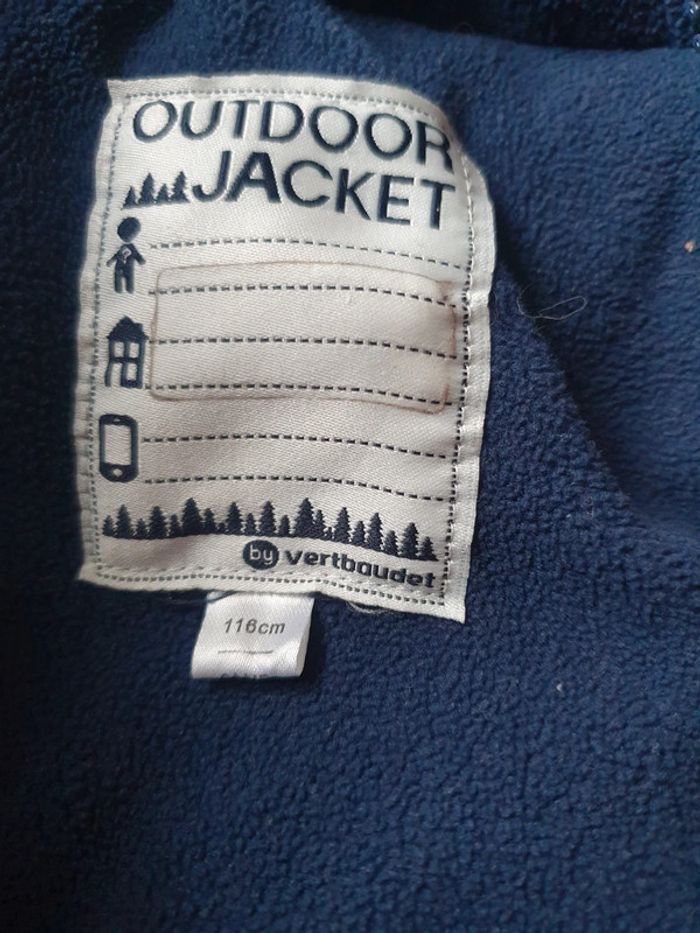 OUTDOOR
JACKET
by vertbaudet
116cm